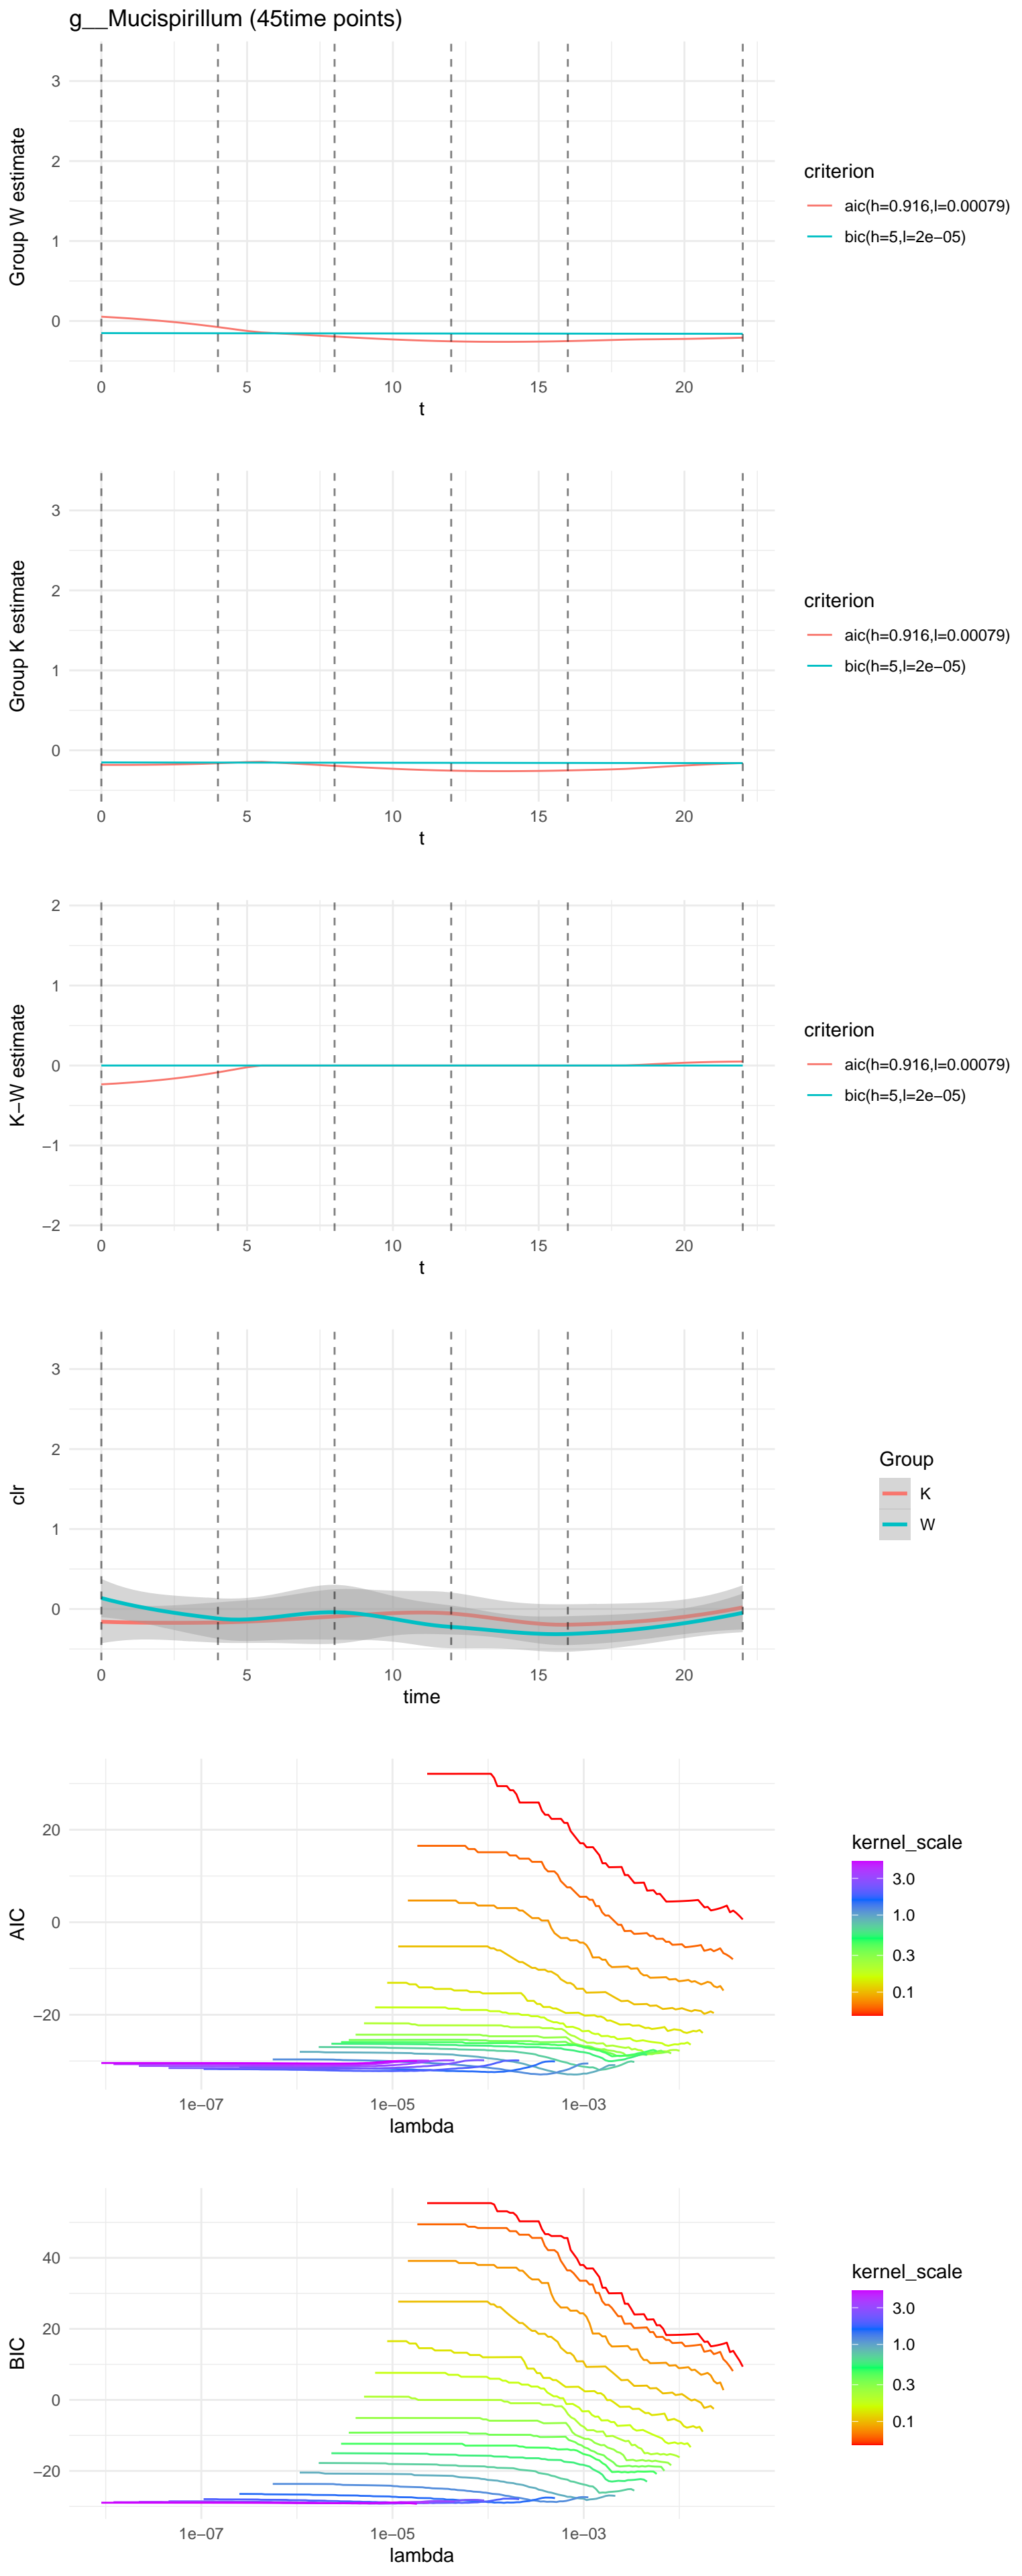 g__Mucispirillum (45time points)
Group W estimate
3
2
1
0
0 5 10 15 20
t
criterion
aic(h=0.916,l=0.00079)
bic(h=5,l=2e−05)
Group K estimate
3
2
1
0
0 5 10 15 20
t
criterion
aic(h=0.916,l=0.00079)
bic(h=5,l=2e−05)
K−W estimate
2
1
0
−1
−2
0 5 10 15 20
t
criterion
aic(h=0.916,l=0.00079)
bic(h=5,l=2e−05)
clr
3
2
1
0
0 5 10 15 20
time
Group
K
W
AIC
20
0
−20
1e−07 1e−05 1e−03
lambda
kernel_scale
3.0
1.0
0.3
0.1
BIC
40
20
0
−20
1e−07 1e−05 1e−03
lambda
kernel_scale
3.0
1.0
0.3
0.1